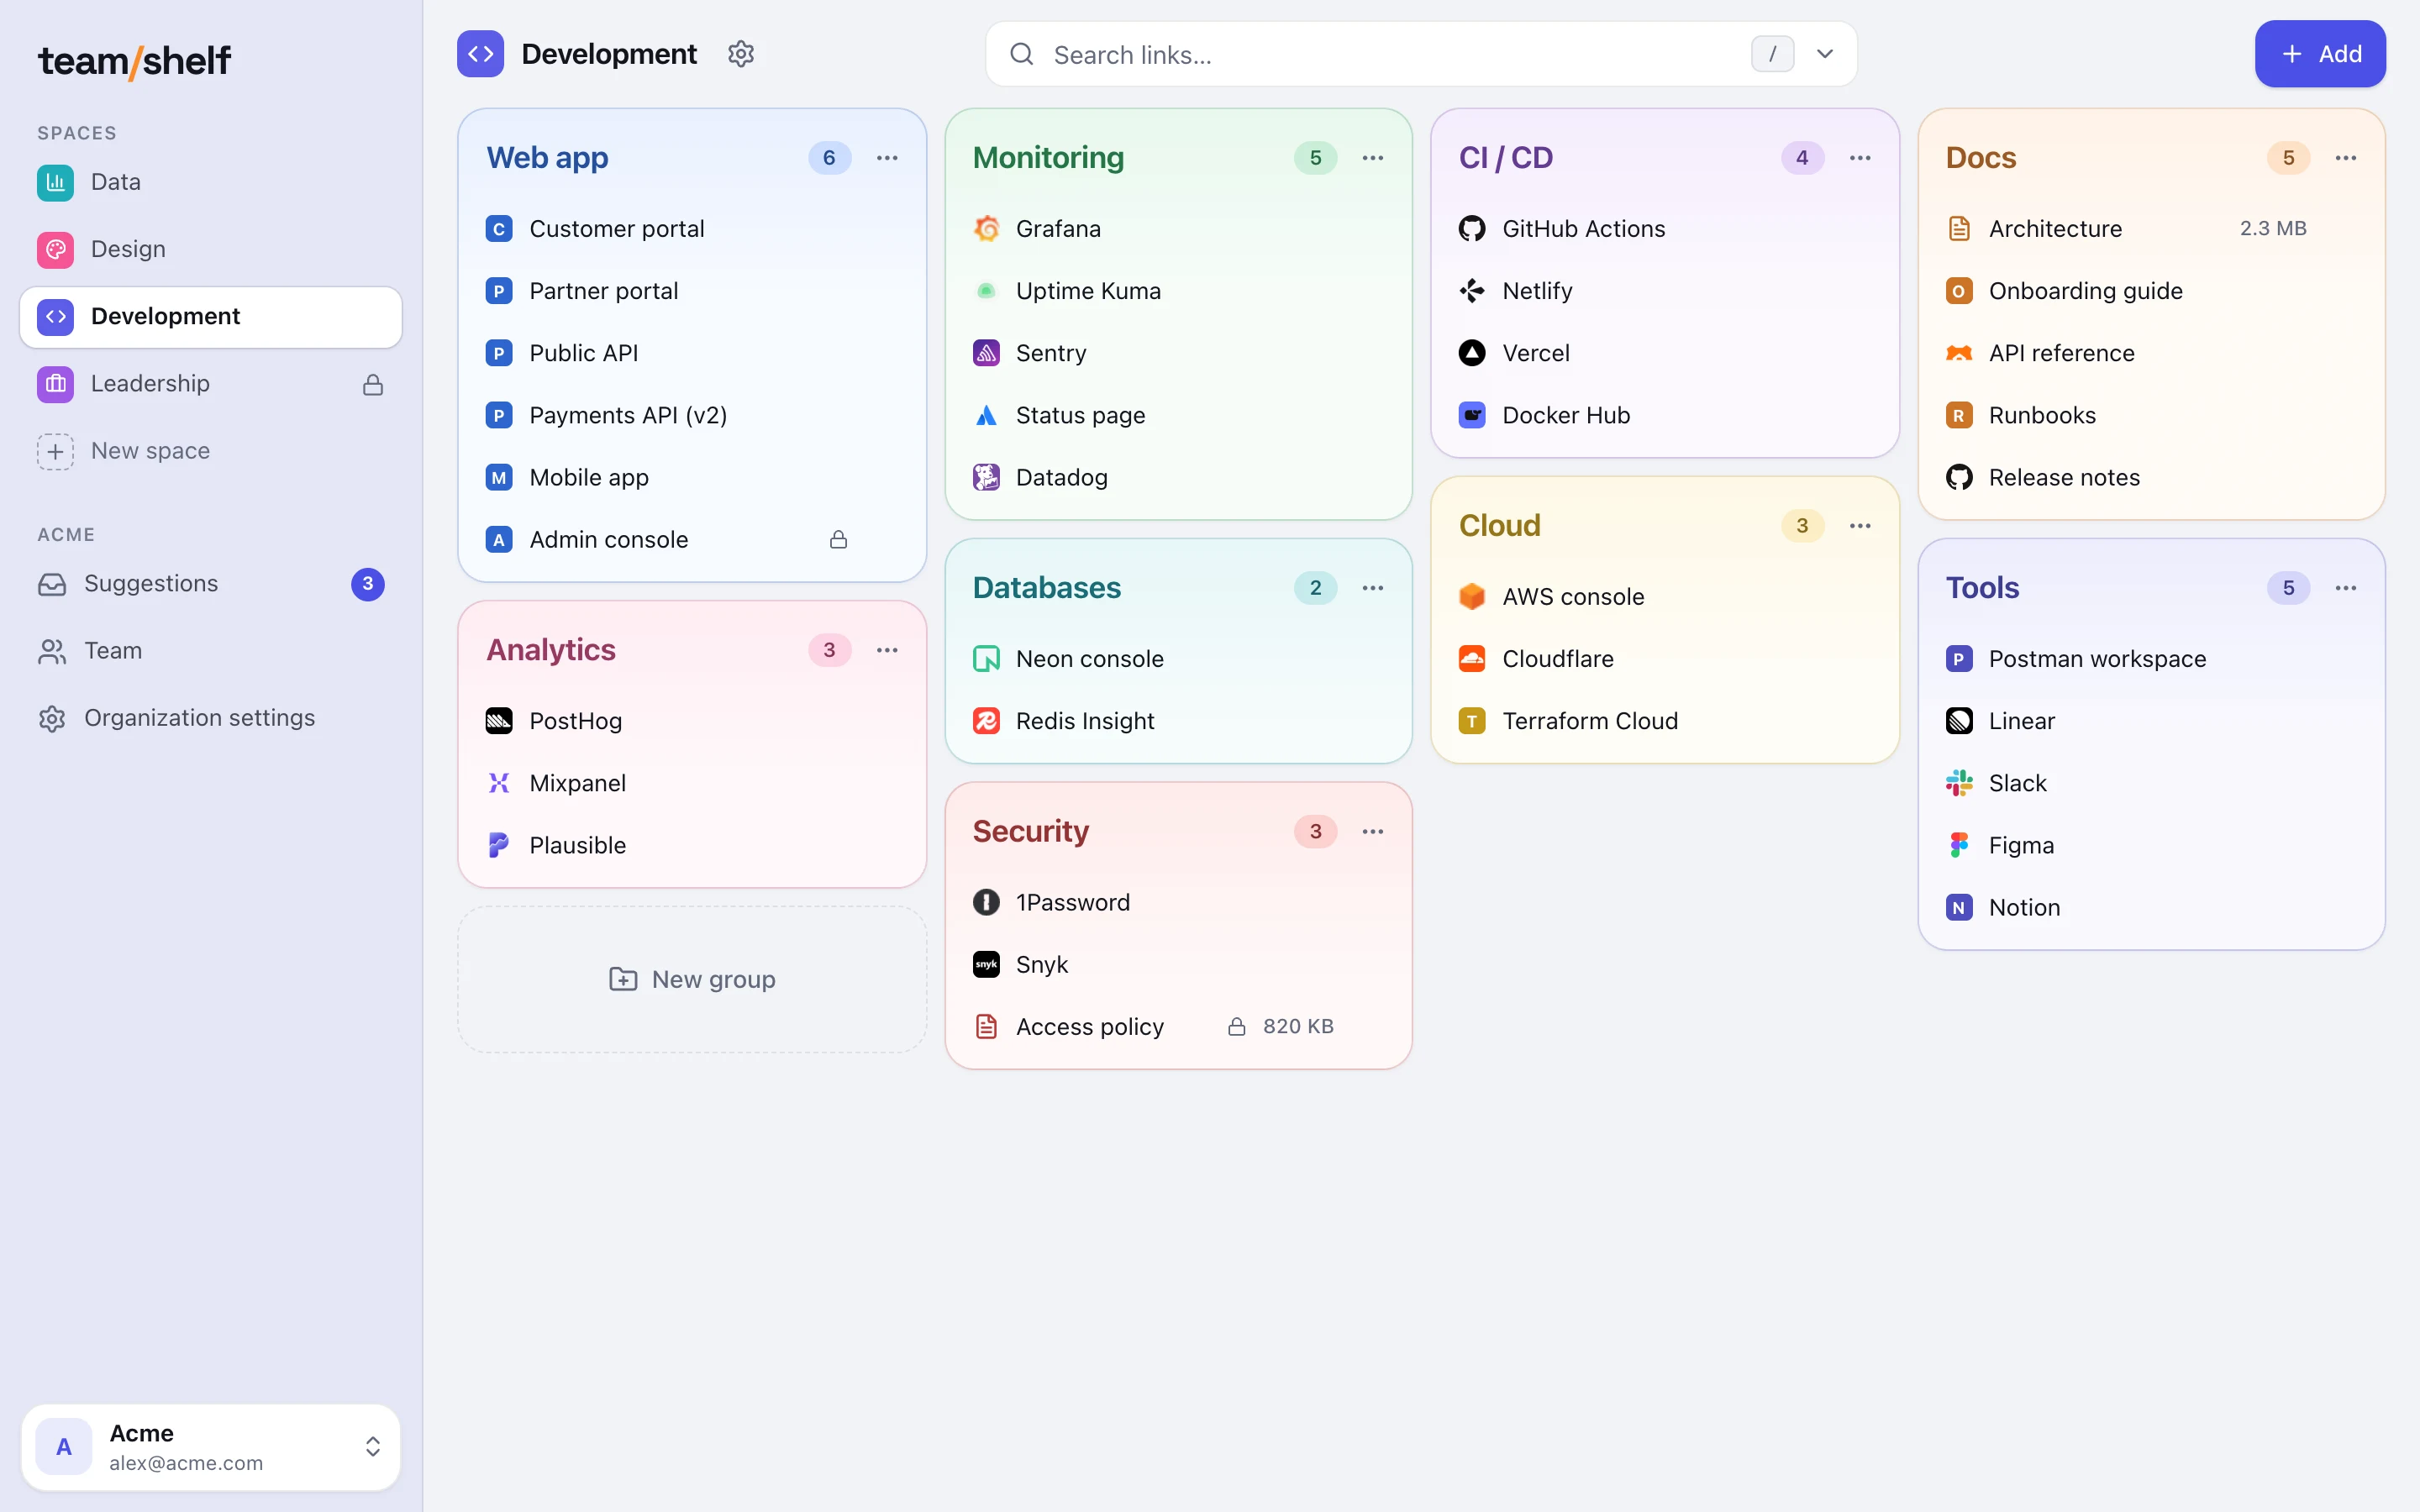 team/shelf
SPACES
Data
Design
Development
Leadership
New space
ACME
Suggestions 3
Team
Organization settings
A
Acme
alex@acme.com
Development
Search links... /
+ Add
Web app 6
C Customer portal
P Partner portal
P Public API
P Payments API (v2)
M Mobile app
A Admin console
Analytics 3
PostHog
Mixpanel
Plausible
New group
Monitoring 5
Grafana
Uptime Kuma
Sentry
Status page
Datadog
Databases 2
Neon console
Redis Insight
Security 3
1Password
snyk Snyk
Access policy 820 KB
CI / CD 4
GitHub Actions
Netlify
Vercel
Docker Hub
Cloud 3
AWS console
Cloudflare
T Terraform Cloud
Docs 5
Architecture 2.3 MB
O Onboarding guide
API reference
R Runbooks
Release notes
Tools 5
P Postman workspace
Linear
Slack
Figma
N Notion